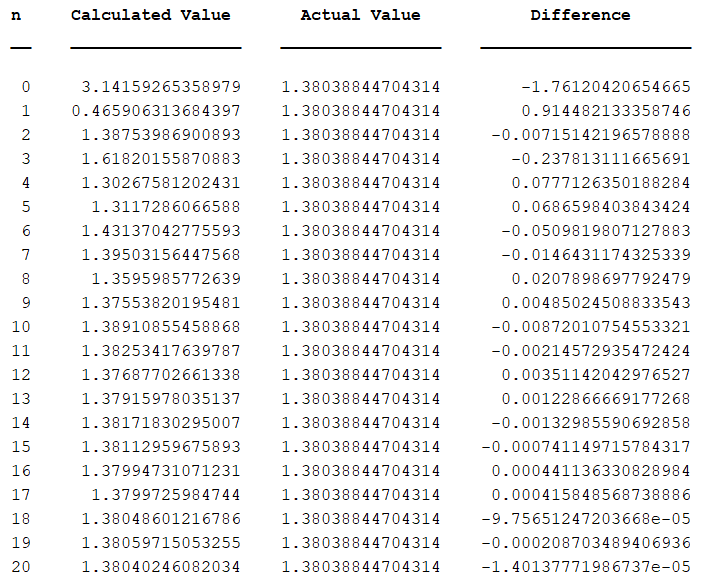 n Calculated Value Actual Value Difference
0 3.14159265358979 1.38038844704314 -1.76120420654665
1 0.465906313684397 1.38038844704314 0.914482133358746
2 1.38753986900893 1.38038844704314 -0.00715142196578888
3 1.61820155870883 1.38038844704314 -0.237813111665691
4 1.30267581202431 1.38038844704314 0.0777126350188284
5 1.3117286066588 1.38038844704314 0.0686598403843424
6 1.43137042775593 1.38038844704314 -0.0509819807127883
7 1.39503156447568 1.38038844704314 -0.0146431174325339
8 1.3595985772639 1.38038844704314 0.0207898697792479
9 1.37553820195481 1.38038844704314 0.00485024508833543
10 1.38910855458868 1.38038844704314 -0.00872010754553321
11 1.38253417639787 1.38038844704314 -0.00214572935472424
12 1.37687702661338 1.38038844704314 0.00351142042976527
13 1.37915978035137 1.38038844704314 0.00122866669177268
14 1.38171830295007 1.38038844704314 -0.00132985590692858
15 1.38112959675893 1.38038844704314 -0.000741149715784317
16 1.37994731071231 1.38038844704314 0.000441136330828984
17 1.3799725984744 1.38038844704314 0.000415848568738886
18 1.38048601216786 1.38038844704314 -9.75651247203668e-05
19 1.38059715053255 1.38038844704314 -0.000208703489406936
20 1.38040246082034 1.38038844704314 -1.40137771986737e-05